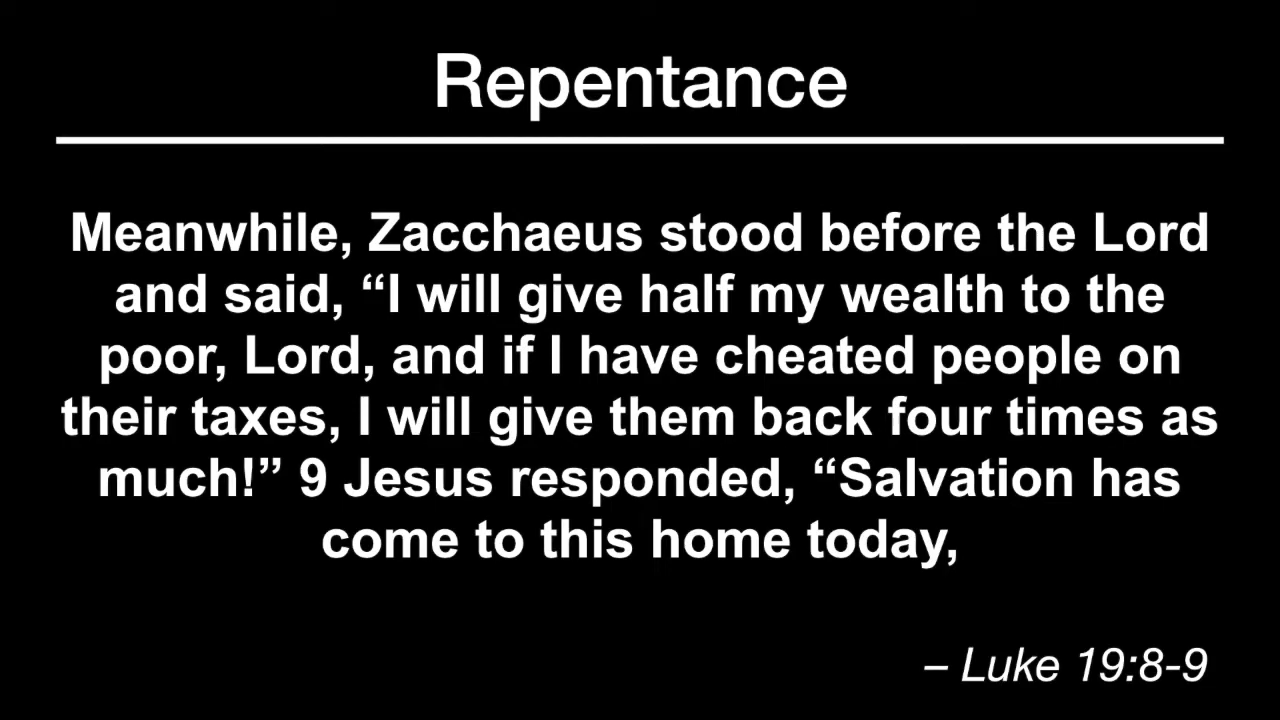 Repentance
Meanwhile, Zacchaeus stood before the Lord
and said, “I will give half my wealth to the
poor, Lord, and if I have cheated people on
their taxes, I will give them back four times as
much!” 9 Jesus responded, “Salvation has
come to this home today,
– Luke 19:8-9